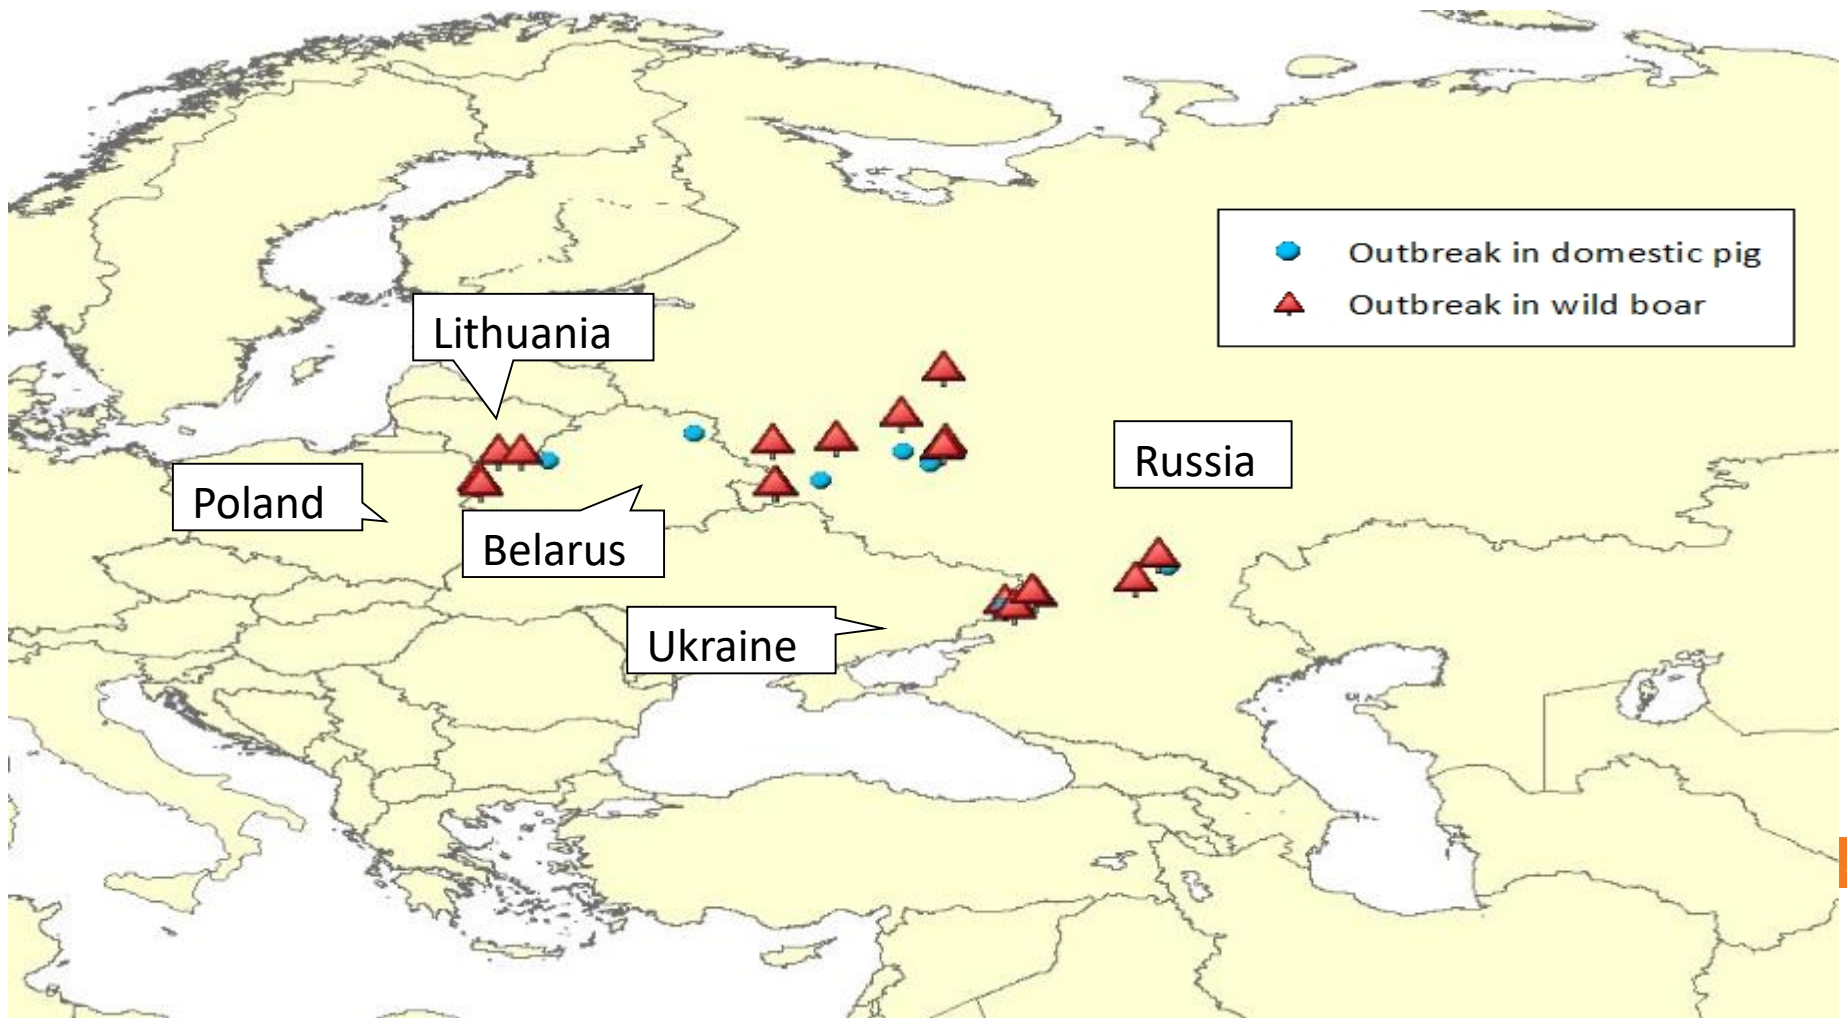 Outbreak in domestic pig
Outbreak in wild boar
Lithuania
Russia
Poland
Belarus
Ukraine